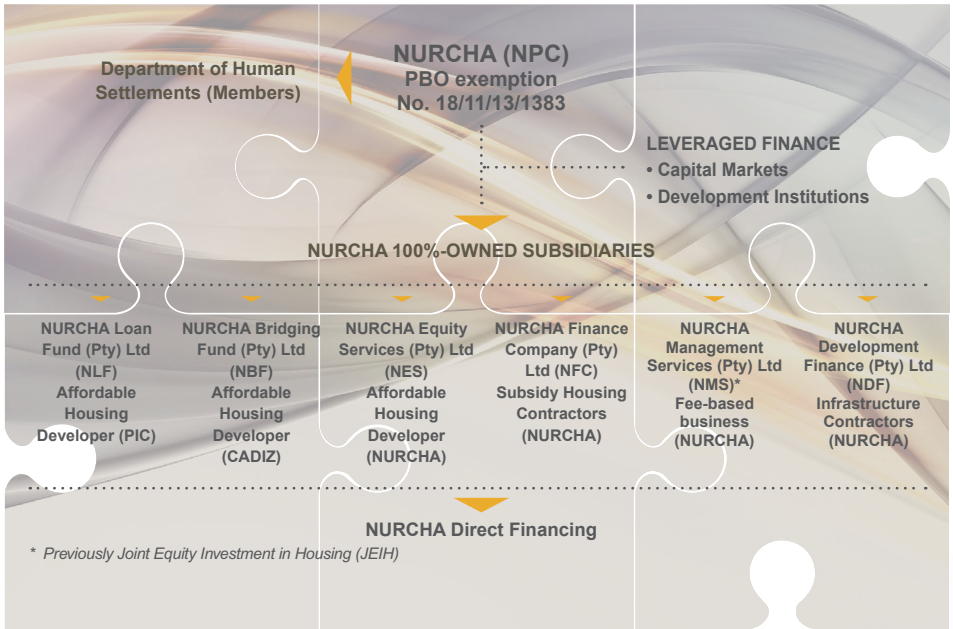 Department of Human
Settlements (Members)
NURCHA (NPC)
PBO exemption
No. 18/11/13/1383
LEVERAGED FINANCE
• Capital Markets
• Development Institutions
NURCHA 100%-OWNED SUBSIDIARIES
NURCHA Loan
Fund (Pty) Ltd
(NLF)
Affordable
Housing
Developer (PIC)
NURCHA Bridging
Fund (Pty) Ltd
(NBF)
Affordable
Housing
Developer
(CADIZ)
NURCHA Equity
Services (Pty) Ltd
(NES)
Affordable
Housing
Developer
(NURCHA)
NURCHA Finance
Company (Pty)
Ltd (NFC)
Subsidy Housing
Contractors
(NURCHA)
NURCHA
Management
Services (Pty) Ltd
(NMS)*
Fee-based
business
(NURCHA)
NURCHA
Development
Finance (Pty) Ltd
(NDF)
Infrastructure
Contractors
(NURCHA)
NURCHA Direct Financing
* Previously Joint Equity Investment in Housing (JEIH)